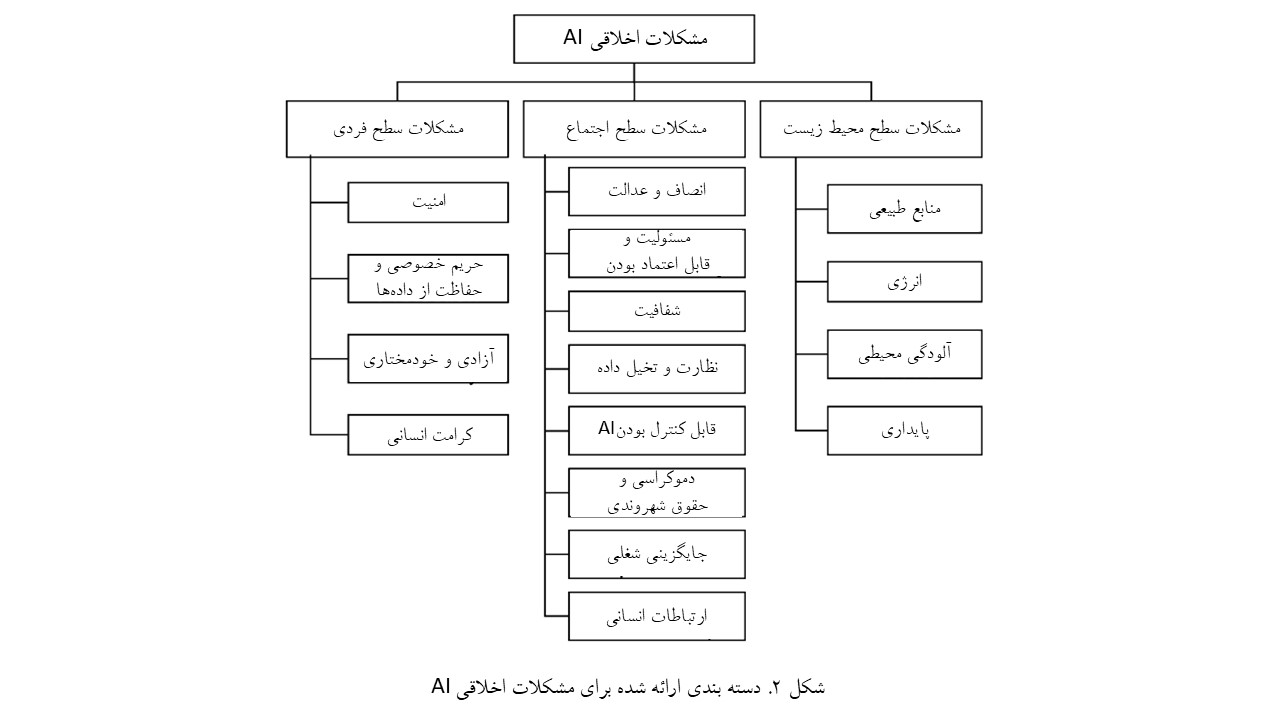 مشکلات اخلاقی AI
مشکلات سطح محیط زیست
منابع طبیعی
انرژی
آلودگی محیطی
پایداری
مشکلات سطح اجتماع
انصاف و عدالت
مسئولیت و
قابل اعتماد بودن
شفافیت
نظارت و تخیل داده
قابل کنترل بودنAI
دموکراسی و
حقوق شهروندی
جایگزینی شغلی
ارتباطات انسانی
مشکلات سطح فردی
امنیت
حریم خصوصی و
حفاظت از داده‌ها
آزادی و خودمختاری
کرامت انسانی
شکل ۲. دسته بندی ارائه شده برای مشکلات اخلاقی AI